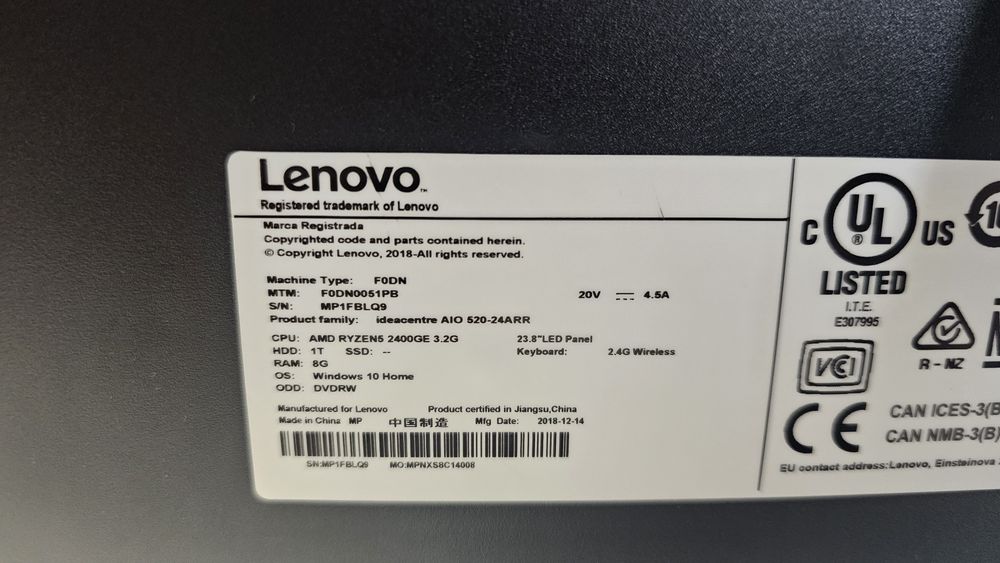 Lenovo™
Registered trademark of Lenovo
Marca Registrada
Copyrighted code and parts contained herein.
© Copyright Lenovo, 2018-All rights reserved.
Machine Type: F0DN
MTM: F0DN0051PB
S/N: MP1FBLQ9
20V 4.5A
Product family: ideacentre AIO 520-24ARR
CPU: AMD RYZEN5 2400GE 3.2G 23.8"LED Panel
HDD: 1T SSD: -- Keyboard: 2.4G Wireless
RAM: 8G
OS: Windows 10 Home
ODD: DVDRW
Manufactured for Lenovo Product certified in Jiangsu,China
Made in China MP 中国制造 Mfg Date: 2018-12-14
SN:MP1FBLQ9 MO:MPNXS8C14008
C UL ® US
10
LISTED
I.T.E.
E307995
R-NZ
VCI
CE
CAN ICES-3(B
CAN NMB-3(B)
EU contact address:Lenovo, Einsteinova